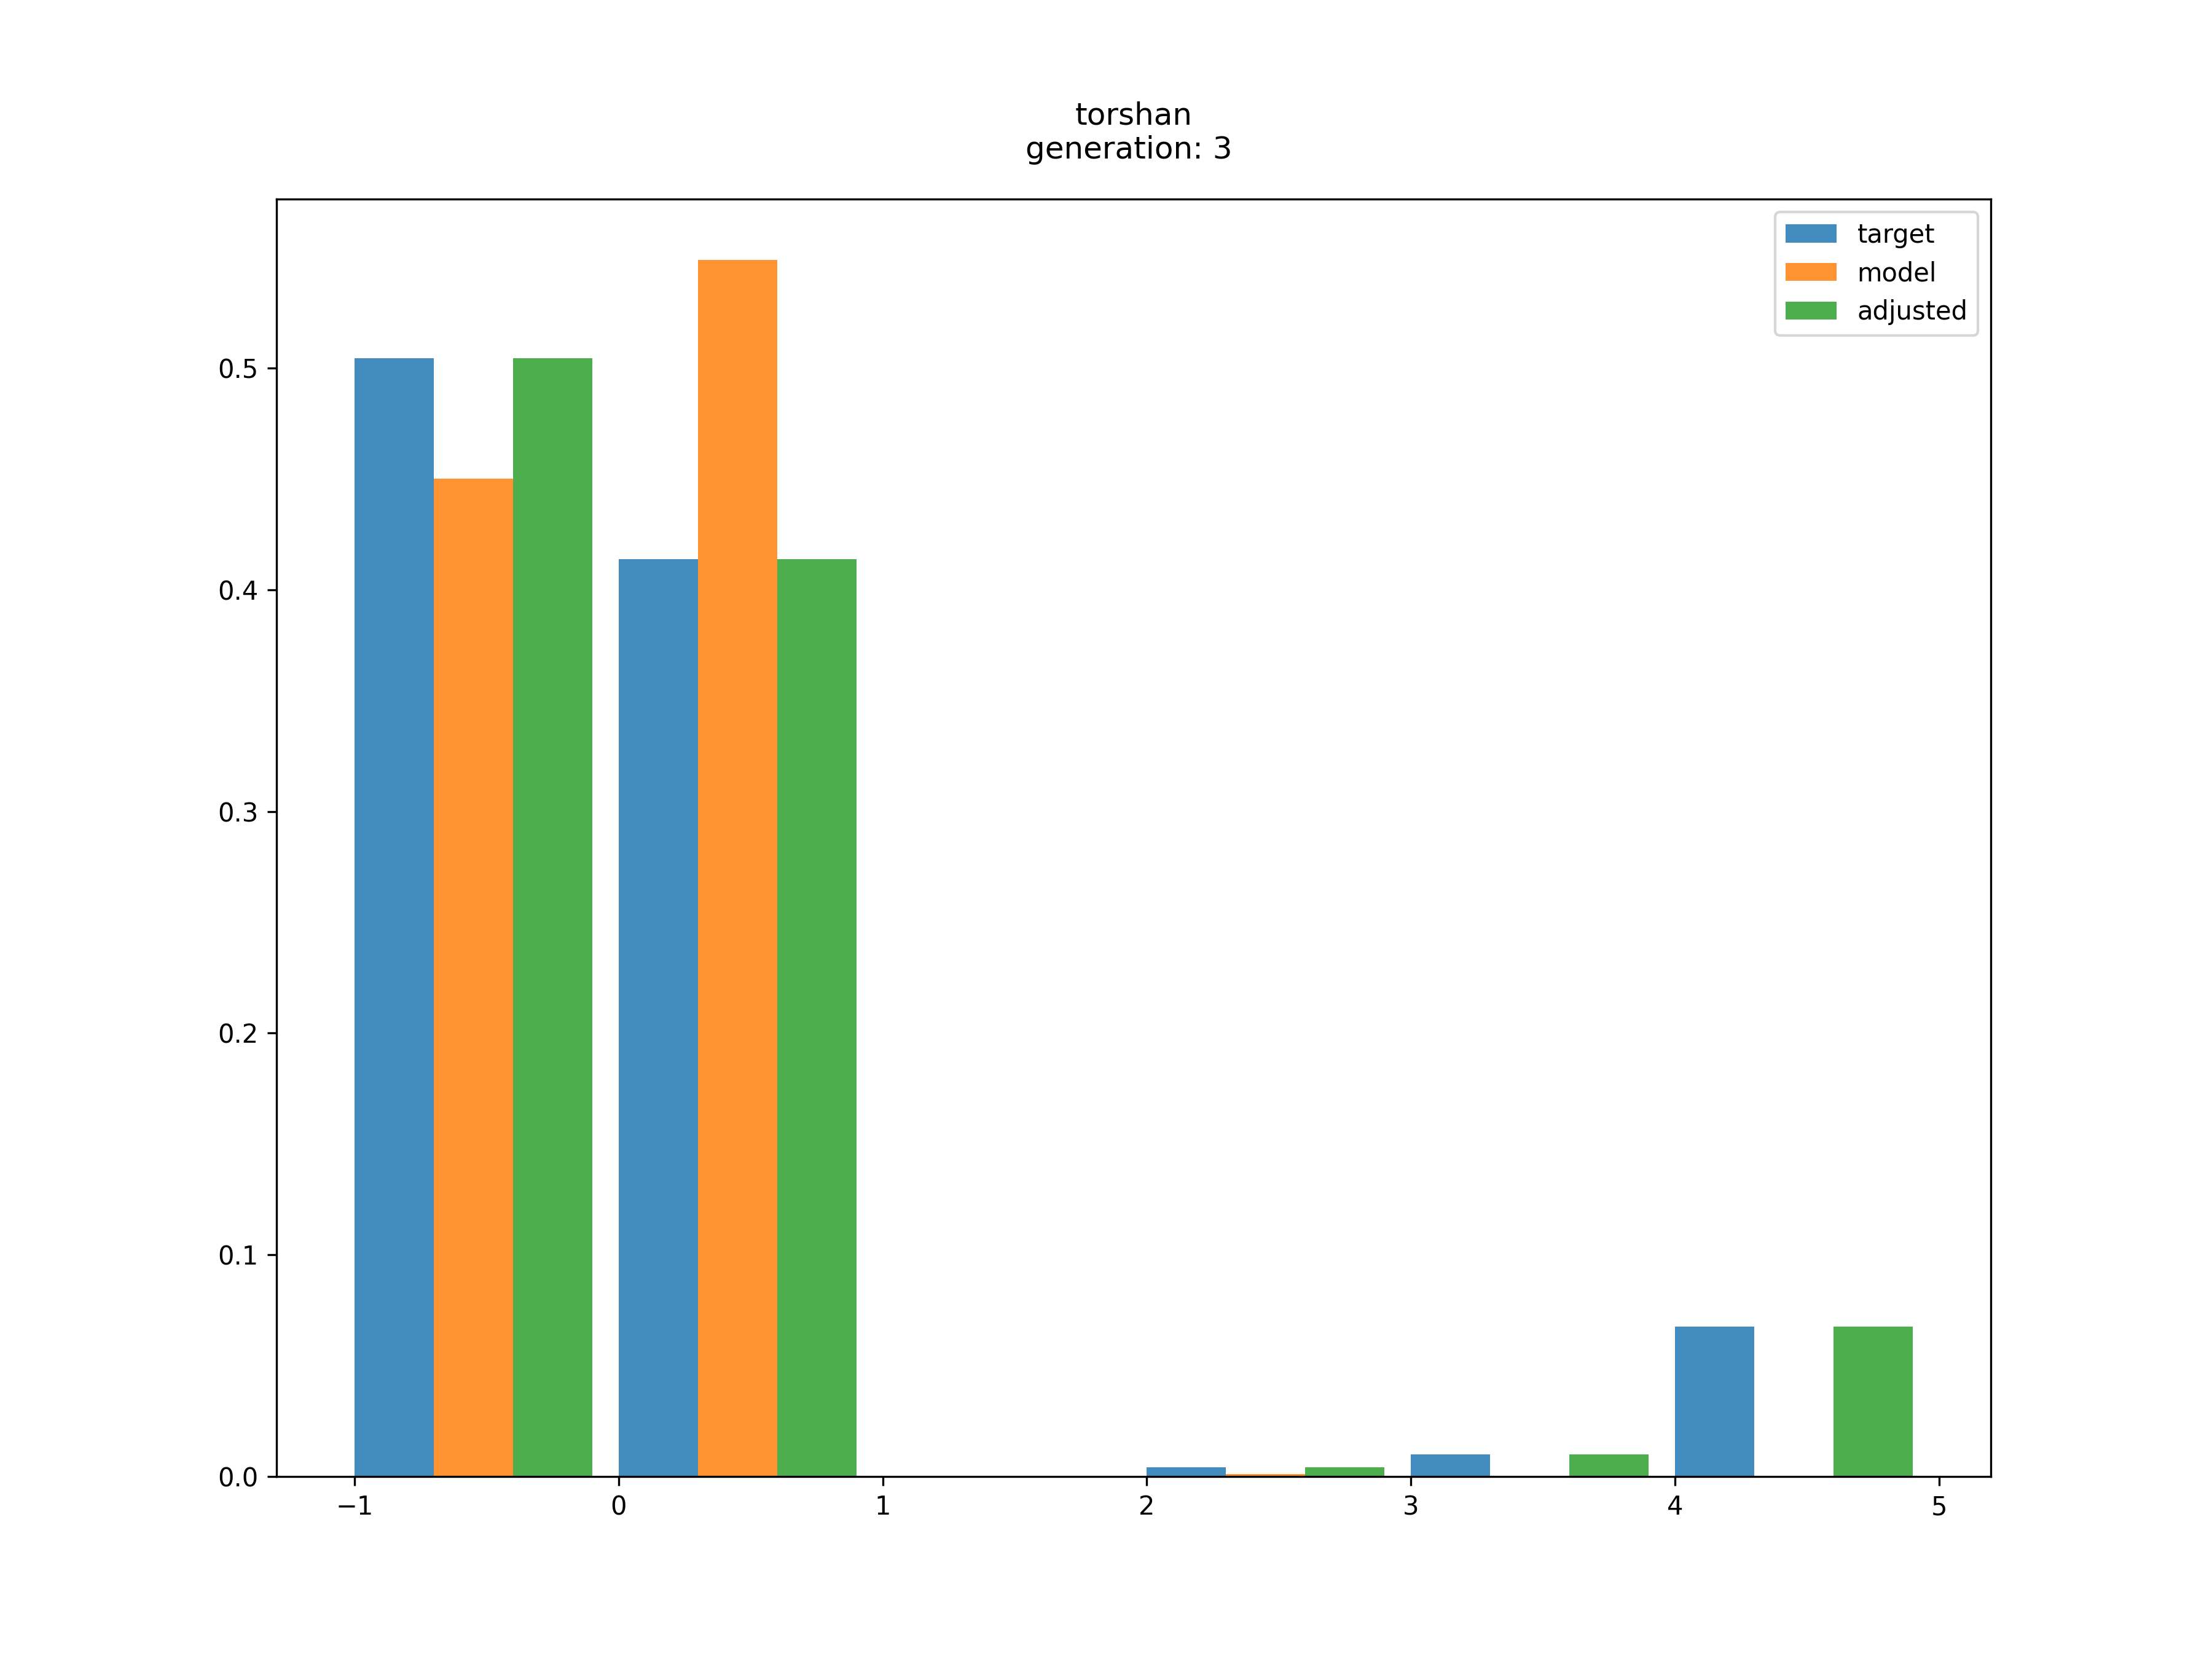 torshan
generation: 3
target
model
adjusted
0.5
0.4
0.3
0.2
0.1
0.0
−1 0 1 2 3 4 5